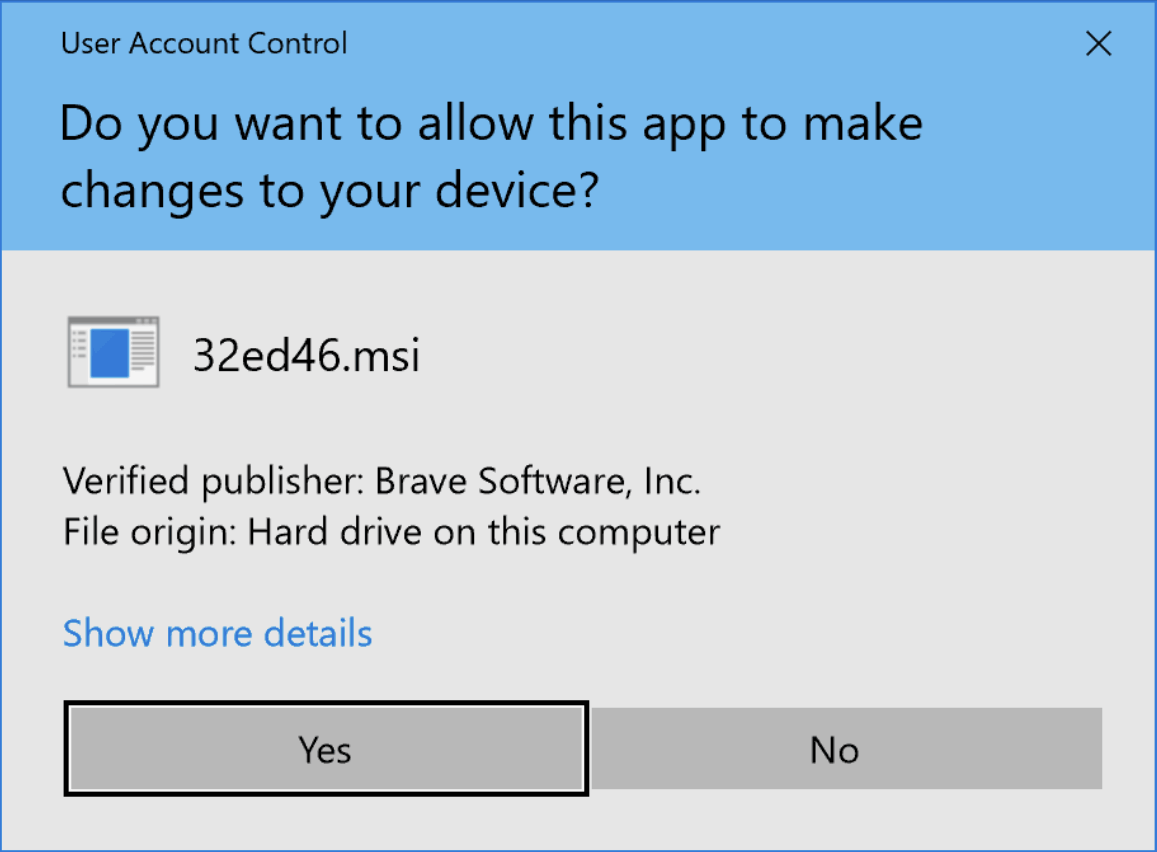 User Account Control
Do you want to allow this app to make
changes to your device?
32ed46.msi
Verified publisher: Brave Software, Inc.
File origin: Hard drive on this computer
Show more details
Yes
No